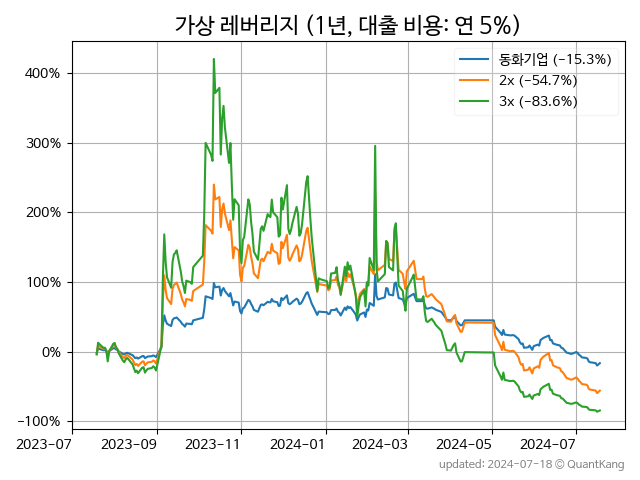 가상 레버리지 (1년, 대출 비용: 연 5%)
동화기업 (−15.3%)
2x (−54.7%)
3x (−83.6%)
400%
300%
200%
100%
0%
−100%
2023-07
2023-09
2023-11
2024-01
2024-03
2024-05
2024-07
updated: 2024-07-18 © QuantKang